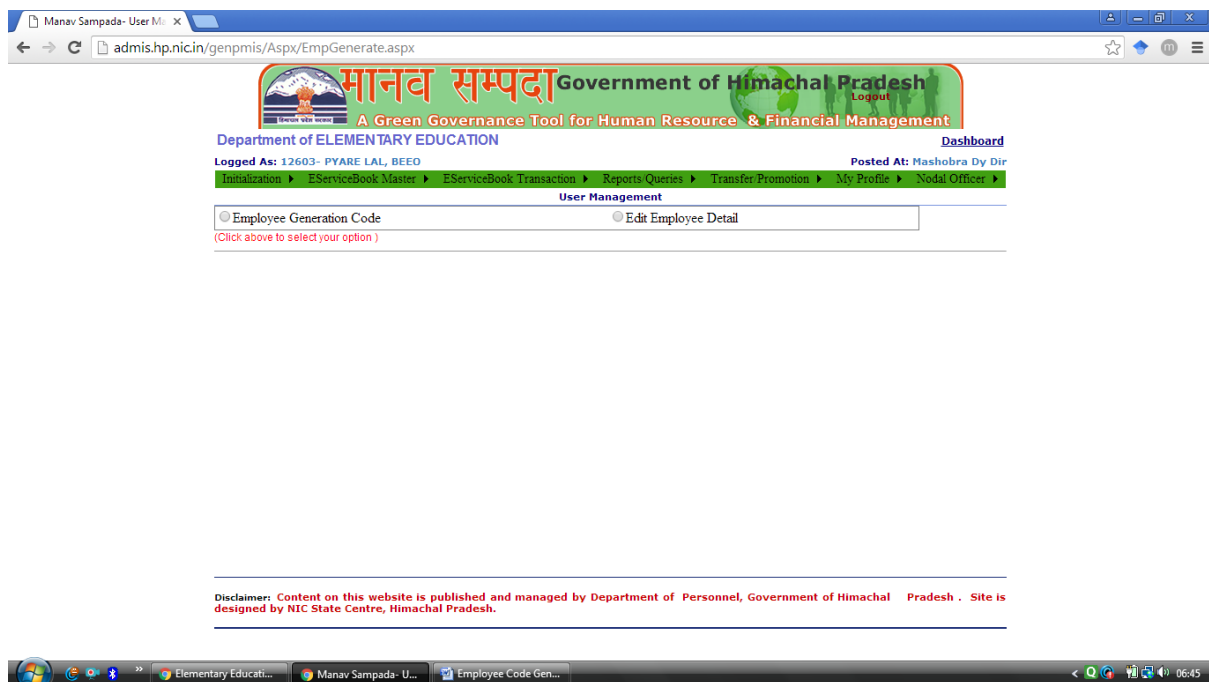 Manav Sampada- User Ma
admis.hp.nic.in/genpmis/Aspx/EmpGenerate.aspx
मानव सम्पदा Government of Himachal Pradesh
Logout
A Green Governance Tool for Human Resource & Financial Management
Department of ELEMENTARY EDUCATION Dashboard
Logged As: 12603- PYARE LAL, BEEO Posted At: Mashobra Dy Dir
Initialization EServiceBook Master EServiceBook Transaction Reports/Queries Transfer/Promotion My Profile Nodal Officer
User Management
Employee Generation Code Edit Employee Detail
(Click above to select your option )
Disclaimer: Content on this website is published and managed by Department of Personnel, Government of Himachal Pradesh . Site is
designed by NIC State Centre, Himachal Pradesh.
Elementary Educati... Manav Sampada- U... Employee Code Gen... 06:45